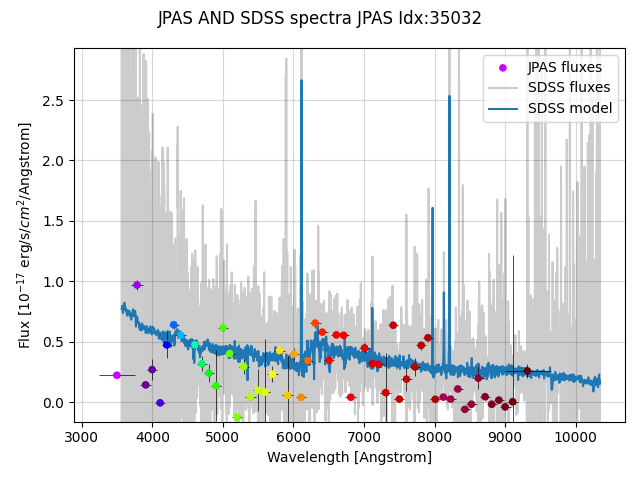 JPAS AND SDSS spectra JPAS Idx:35032
JPAS fluxes
SDSS fluxes
SDSS model
Flux [10⁻¹⁷ erg/s/cm²/Angstrom]
2.5
2.0
1.5
1.0
0.5
0.0
3000 4000 5000 6000 7000 8000 9000 10000
Wavelength [Angstrom]